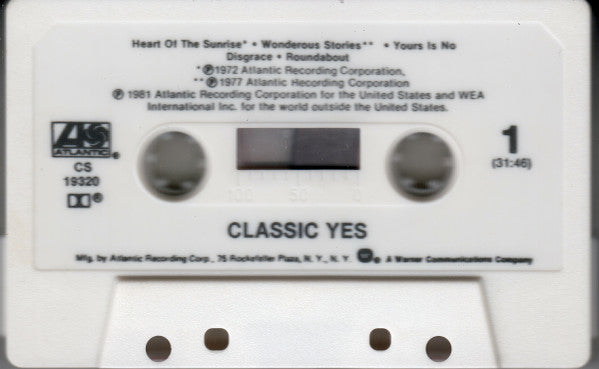 Heart Of The Sunrise* • Wonderous Stories** • Yours Is No
Disgrace • Roundabout
*℗1972 Atlantic Recording Corporation.
**℗1977 Atlantic Recording Corporation
℗1981 Atlantic Recording Corporation for the United States and WEA
International Inc. for the world outside the United States.
ATLANTIC®
CS
19320
®
1
(31:46)
100 50 0
CLASSIC YES
Mfg. by Atlantic Recording Corp., 75 Rockefeller Plaza, N.Y., N.Y. ®. A Warner Communications Company